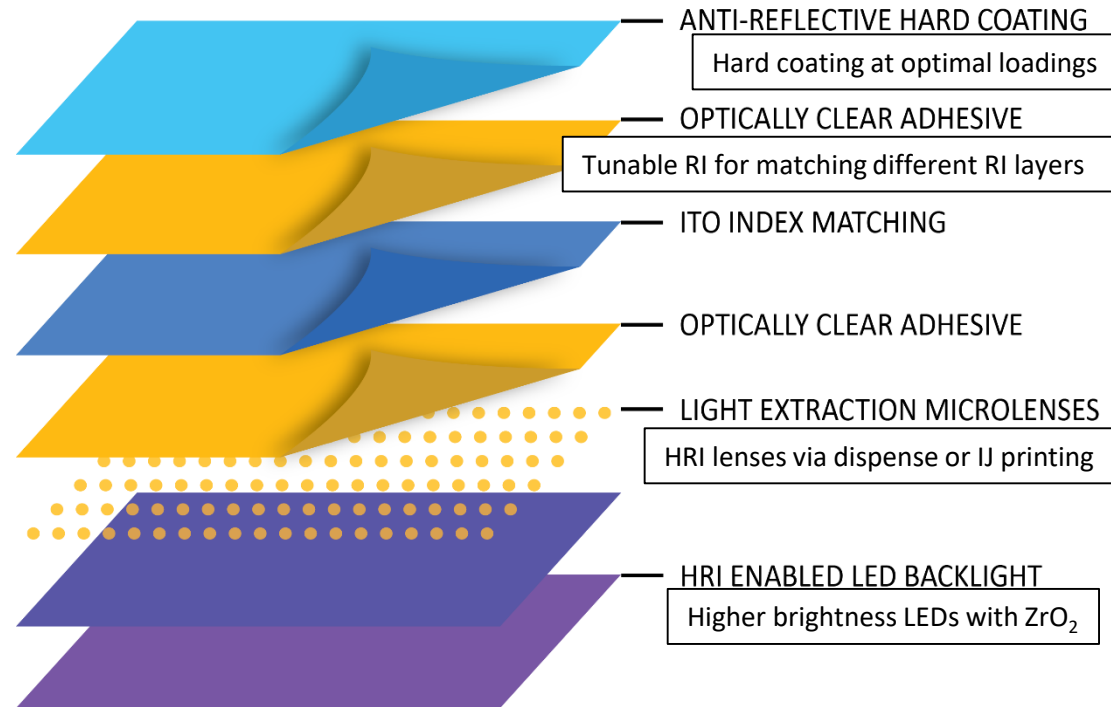 ANTI-REFLECTIVE HARD COATING
Hard coating at optimal loadings
OPTICALLY CLEAR ADHESIVE
Tunable RI for matching different RI layers
ITO INDEX MATCHING
OPTICALLY CLEAR ADHESIVE
LIGHT EXTRACTION MICROLENSES
HRI lenses via dispense or IJ printing
HRI ENABLED LED BACKLIGHT
Higher brightness LEDs with ZrO₂